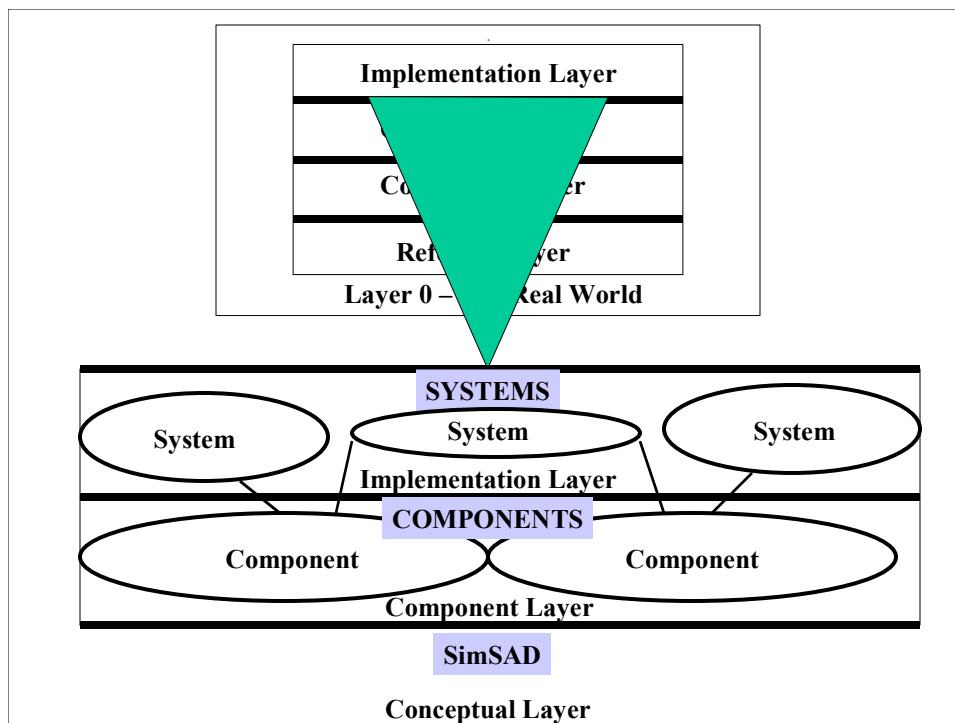 Implementation Layer
Layer 0 – Real World
SYSTEMS
System
System
System
Implementation Layer
COMPONENTS
Component
Component
Component Layer
SimSAD
Conceptual Layer